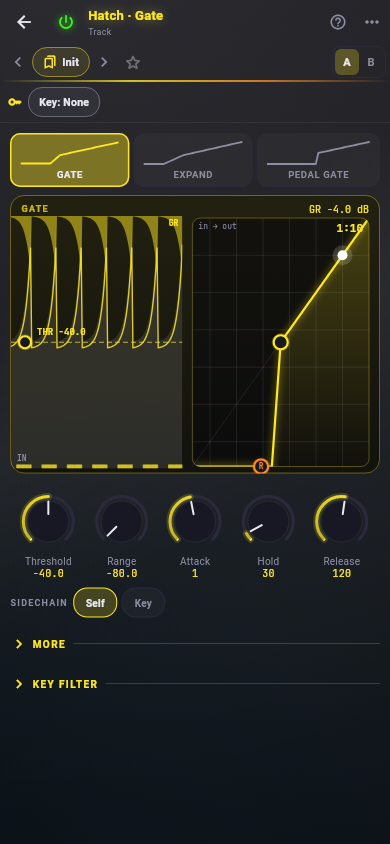 Hatch · Gate
Track
Init
A
B
Key: None
GATE
EXPAND
PEDAL GATE
GATE
GR -4.0 dB
GR
in → out
1:10
THR -40.0
IN
R
Threshold
-40.0
Range
-80.0
Attack
1
Hold
30
Release
120
SIDECHAIN
Self
Key
MORE
KEY FILTER